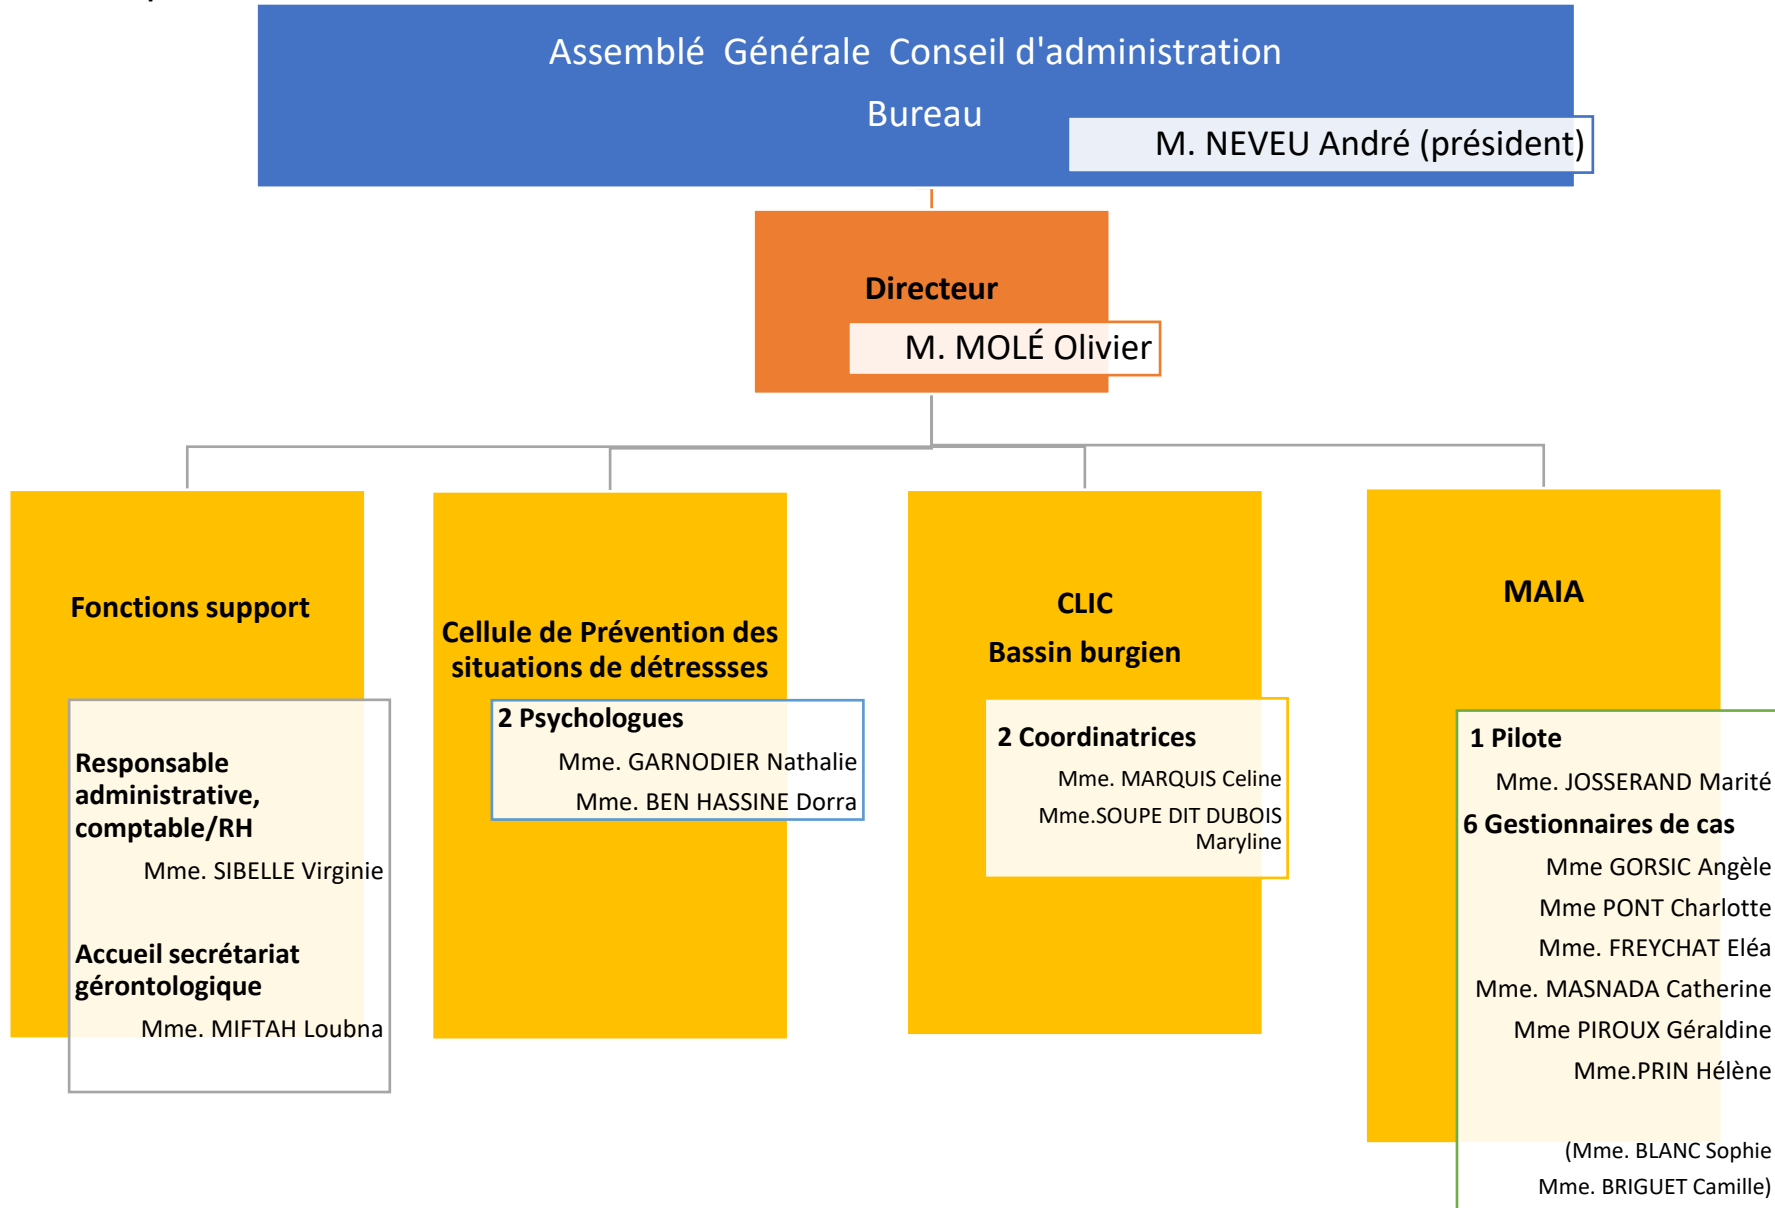 Assemblé Générale Conseil d'administration
Bureau
M. NEVEU André (président)
Directeur
M. MOLÉ Olivier
Fonctions support
Responsable
administrative,
comptable/RH
Mme. SIBELLE Virginie
Accueil secrétariat
gérontologique
Mme. MIFTAH Loubna
Cellule de Prévention des
situations de détressses
2 Psychologues
Mme. GARNODIER Nathalie
Mme. BEN HASSINE Dorra
CLIC
Bassin burgien
2 Coordinatrices
Mme. MARQUIS Celine
Mme.SOUPE DIT DUBOIS
Maryline
MAIA
1 Pilote
Mme. JOSSERAND Marité
6 Gestionnaires de cas
Mme GORSIC Angèle
Mme PONT Charlotte
Mme. FREYCHAT Eléa
Mme. MASNADA Catherine
Mme PIROUX Géraldine
Mme.PRIN Hélène
(Mme. BLANC Sophie
Mme. BRIGUET Camille)